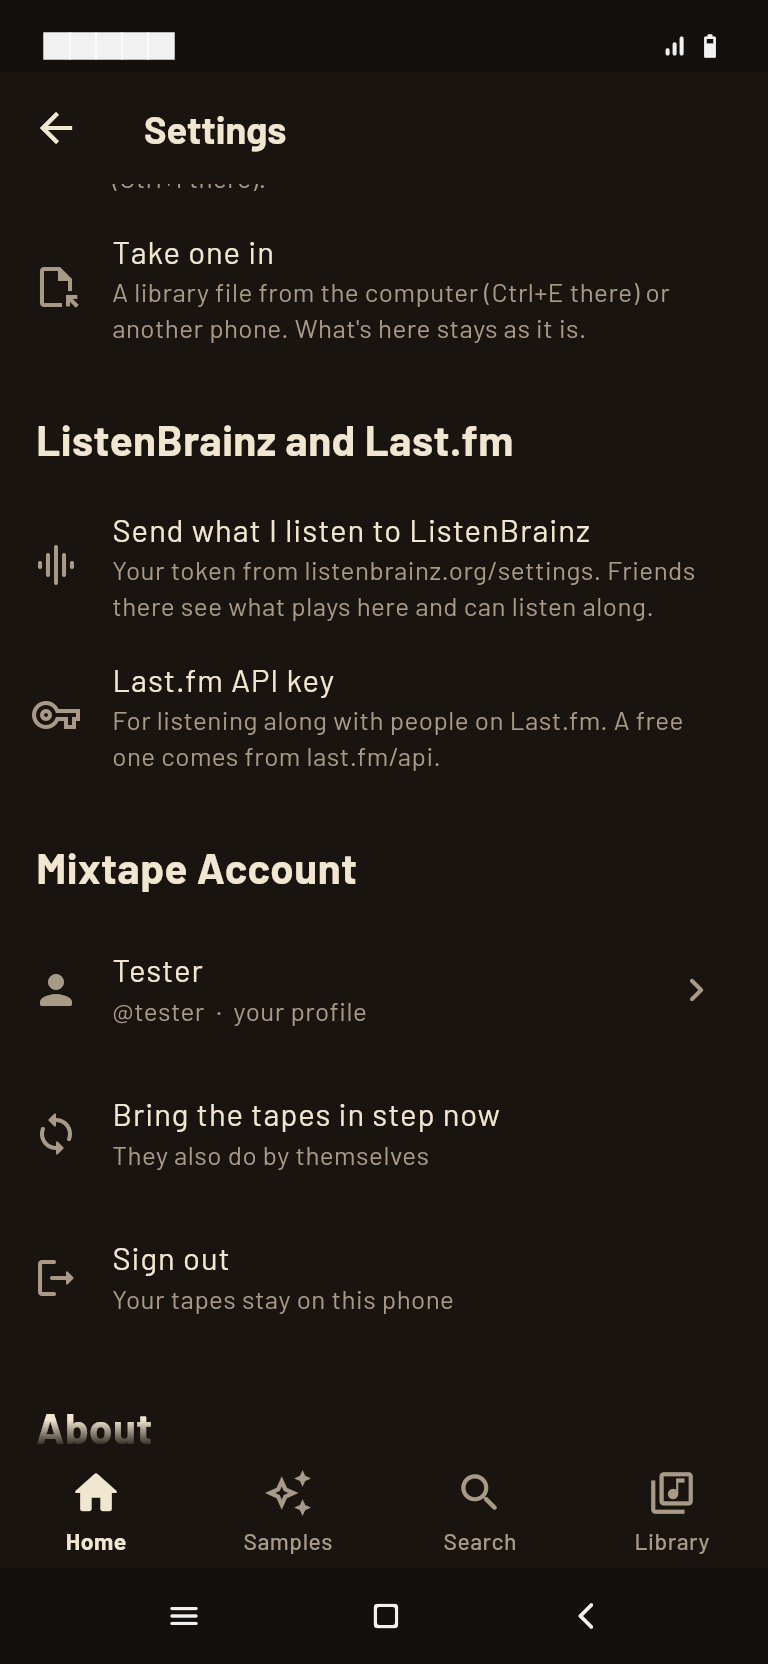 Settings
Take one in
A library file from the computer (Ctrl+E there) or
another phone. What's here stays as it is.
ListenBrainz and Last.fm
Send what I listen to ListenBrainz
Your token from listenbrainz.org/settings. Friends
there see what plays here and can listen along.
Last.fm API key
For listening along with people on Last.fm. A free
one comes from last.fm/api.
Mixtape Account
Tester
@tester · your profile
Bring the tapes in step now
They also do by themselves
Sign out
Your tapes stay on this phone
About
Home
Samples
Search
Library